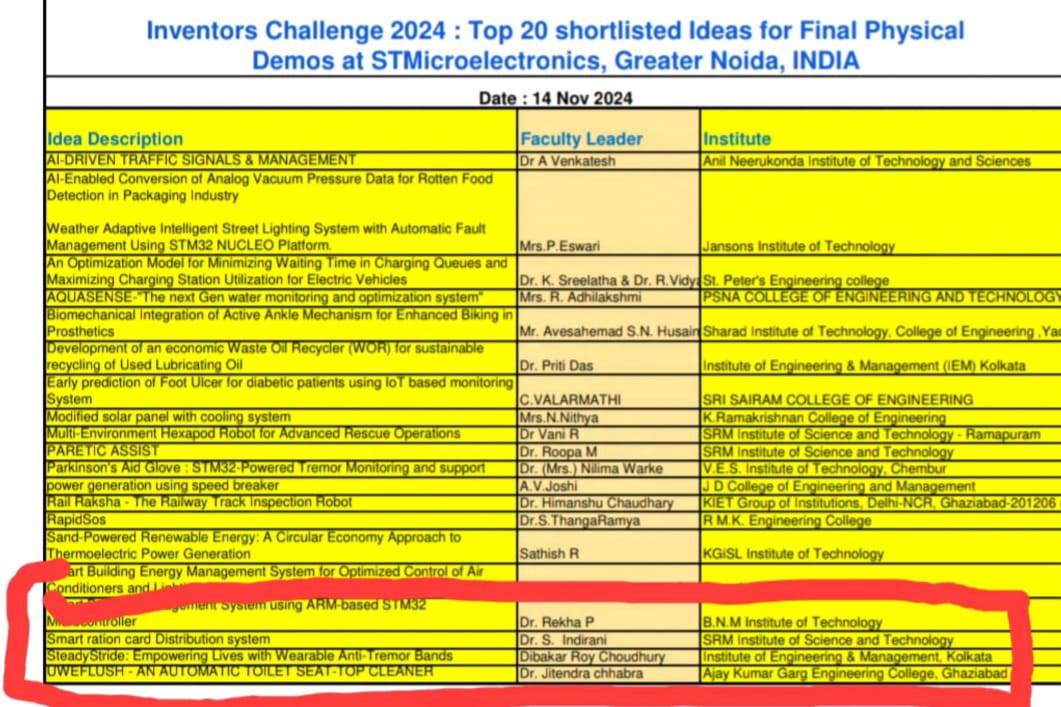 Inventors Challenge 2024 : Top 20 shortlisted Ideas for Final Physical
Demos at STMicroelectronics, Greater Noida, INDIA
Date : 14 Nov 2024
Idea Description Faculty Leader Institute
AI-DRIVEN TRAFFIC SIGNALS & MANAGEMENT Dr A Venkatesh Anil Neerukonda Institute of Technology and Sciences
AI-Enabled Conversion of Analog Vacuum Pressure Data for Rotten Food
Detection in Packaging Industry
Weather Adaptive Intelligent Street Lighting System with Automatic Fault
Management Using STM32 NUCLEO Platform. Mrs.P.Eswari Jansons Institute of Technology
An Optimization Model for Minimizing Waiting Time in Charging Queues and
Maximizing Charging Station Utilization for Electric Vehicles Dr. K. Sreelatha & Dr. R.Vidya St. Peter's Engineering college
AQUASENSE-"The next Gen water monitoring and optimization system" Mrs. R. Adhilakshmi PSNA COLLEGE OF ENGINEERING AND TECHNOLOGY
Biomechanical Integration of Active Ankle Mechanism for Enhanced Biking in
Prosthetics Mr. Avesahemad S.N. Husain Sharad Institute of Technology, College of Engineering ,Yad
Development of an economic Waste Oil Recycler (WOR) for sustainable
recycling of Used Lubricating Oil Dr. Priti Das Institute of Engineering & Management (IEM) Kolkata
Early prediction of Foot Ulcer for diabetic patients using IoT based monitoring
System C.VALARMATHI SRI SAIRAM COLLEGE OF ENGINEERING
Modified solar panel with cooling system Mrs.N.Nithya K.Ramakrishnan College of Engineering
Multi-Environment Hexapod Robot for Advanced Rescue Operations Dr Vani R SRM Institute of Science and Technology - Ramapuram
PARETIC ASSIST Dr. Roopa M SRM Institute of Science and Technology
Parkinson's Aid Glove : STM32-Powered Tremor Monitoring and support Dr. (Mrs.) Nilima Warke V.E.S. Institute of Technology, Chembur
power generation using speed breaker A.V.Joshi J D College of Engineering and Management
Rail Raksha - The Railway Track Inspection Robot Dr. Himanshu Chaudhary KIET Group of Institutions, Delhi-NCR, Ghaziabad-201206
RapidSos Dr.S.ThangaRamya R M.K. Engineering College
Sand-Powered Renewable Energy: A Circular Economy Approach to
Thermoelectric Power Generation Sathish R KGiSL Institute of Technology
Building Energy Management System for Optimized Control of Air
Conditioners and
System using ARM-based STM32
Dr. Rekha P B.N.M Institute of Technology
Smart ration card Distribution system Dr. S. Indirani SRM Institute of Science and Technology
SteadyStride: Empowering Lives with Wearable Anti-Tremor Bands Dibakar Roy Choudhury Institute of Engineering & Management, Kolkata
UWEFLUSH - AN AUTOMATIC TOILET SEAT-TOP CLEANER Dr. Jitendra chhabra Ajay Kumar Garg Engineering College, Ghaziabad